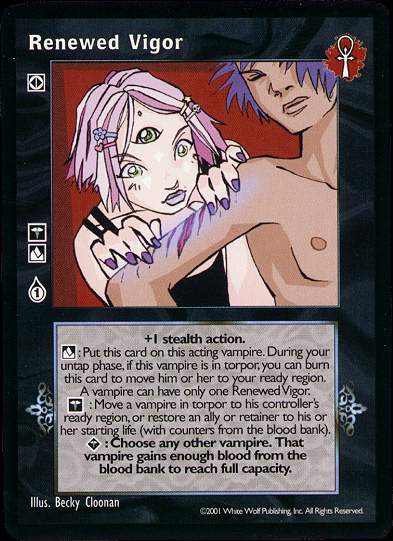 Renewed Vigor
1
+1 stealth action.
: Put this card on this acting vampire. During your
untap phase, if this vampire is in torpor, you can burn
this card to move him or her to your ready region.
A vampire can have only one Renewed Vigor.
: Move a vampire in torpor to his controller's
ready region, or restore an ally or retainer to his or
her starting life (with counters from the blood bank).
: Choose any other vampire. That
vampire gains enough blood from the
blood bank to reach full capacity.
Illus. Becky Cloonan
©2001 White Wolf Publishing, Inc. All Rights Reserved.